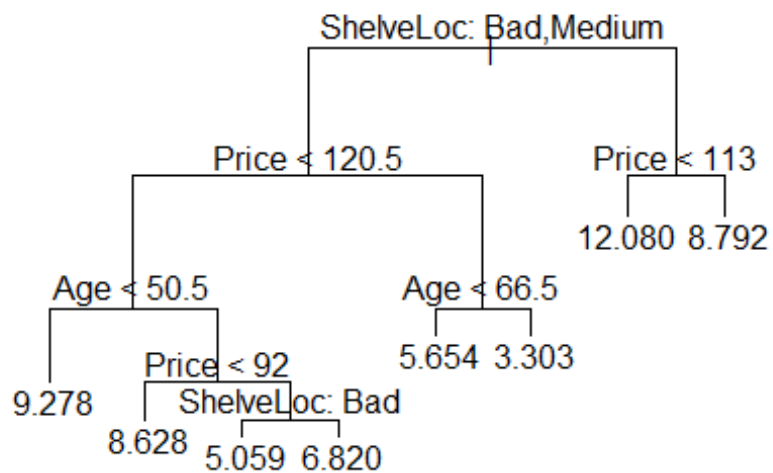 ShelveLoc: Bad,Medium
Price < 120.5
Price < 113
12.080 8.792
Age < 50.5
Age < 66.5
5.654 3.303
Price < 92
9.278
ShelveLoc: Bad
8.628
5.059 6.820